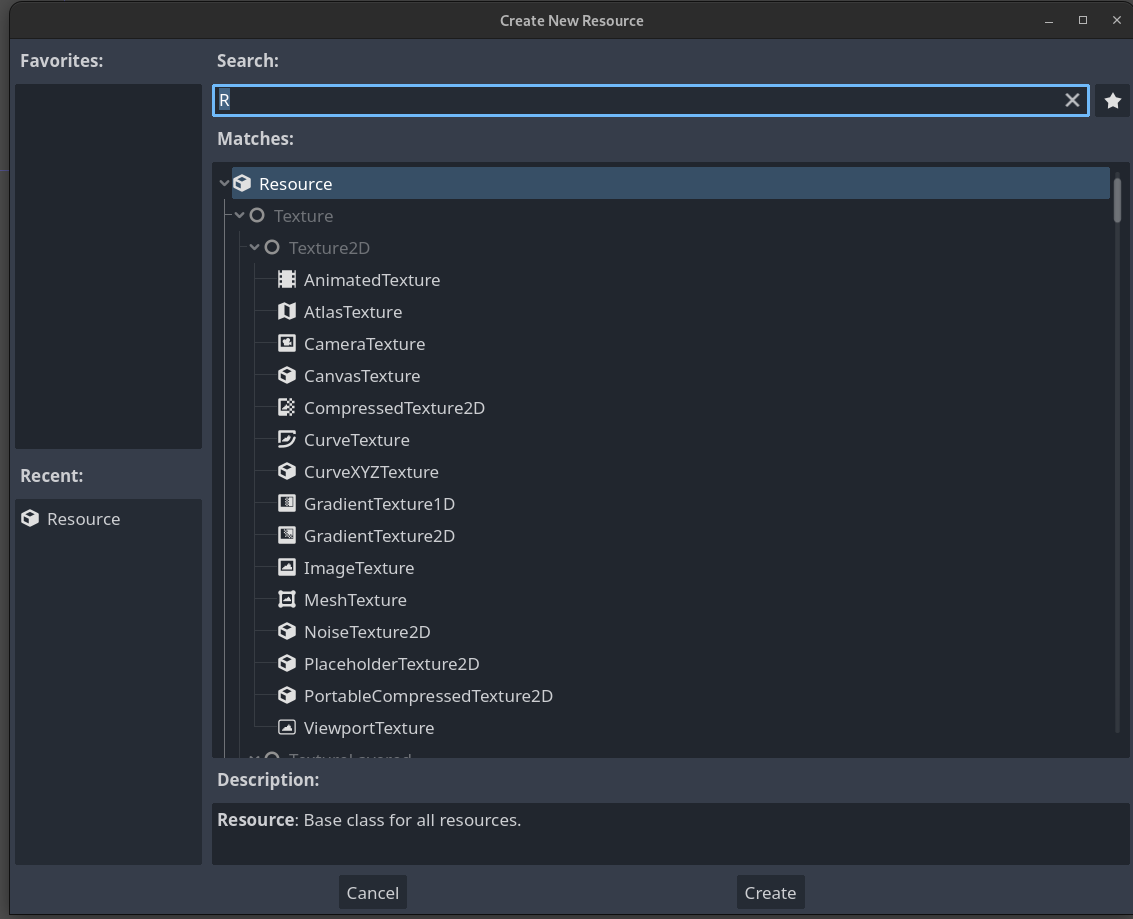 Create New Resource
Favorites:
Search:
R
Matches:
Resource
Texture
Texture2D
AnimatedTexture
AtlasTexture
CameraTexture
CanvasTexture
CompressedTexture2D
CurveTexture
CurveXYZTexture
GradientTexture1D
GradientTexture2D
ImageTexture
MeshTexture
NoiseTexture2D
PlaceholderTexture2D
PortableCompressedTexture2D
ViewportTexture
TextureLayered
Recent:
Resource
Description:
Resource: Base class for all resources.
Cancel
Create